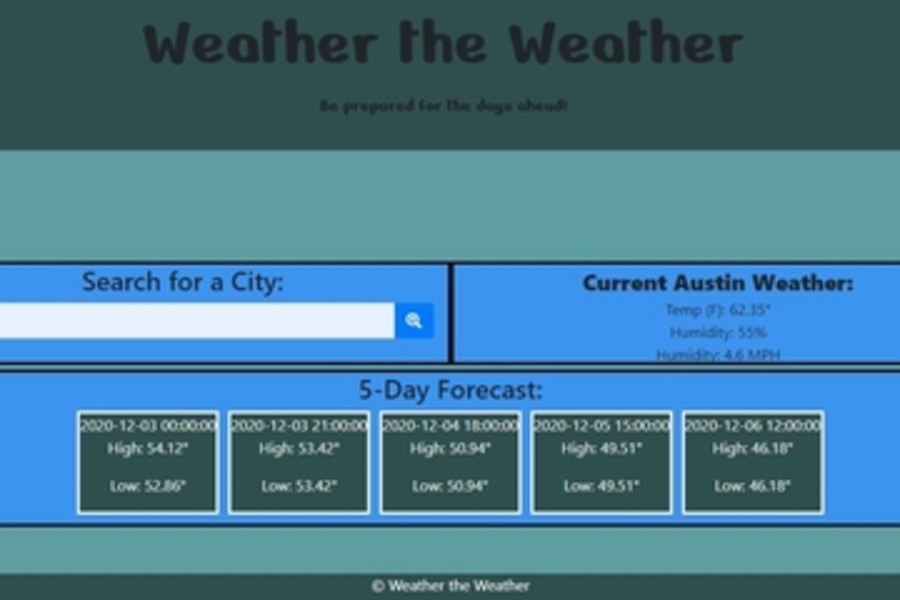 Weather the Weather
Be prepared for the days ahead!
Search for a City:
Current Austin Weather:
Temp (F): 62.35°
Humidity: 55%
Humidity: 4.6 MPH
5-Day Forecast:
2020-12-03 00:00:00
High: 54.12°
Low: 52.86°
2020-12-03 21:00:00
High: 53.42°
Low: 53.42°
2020-12-04 18:00:00
High: 50.94°
Low: 50.94°
2020-12-05 15:00:00
High: 49.51°
Low: 49.51°
2020-12-06 12:00:00
High: 46.18°
Low: 46.18°
© Weather the Weather